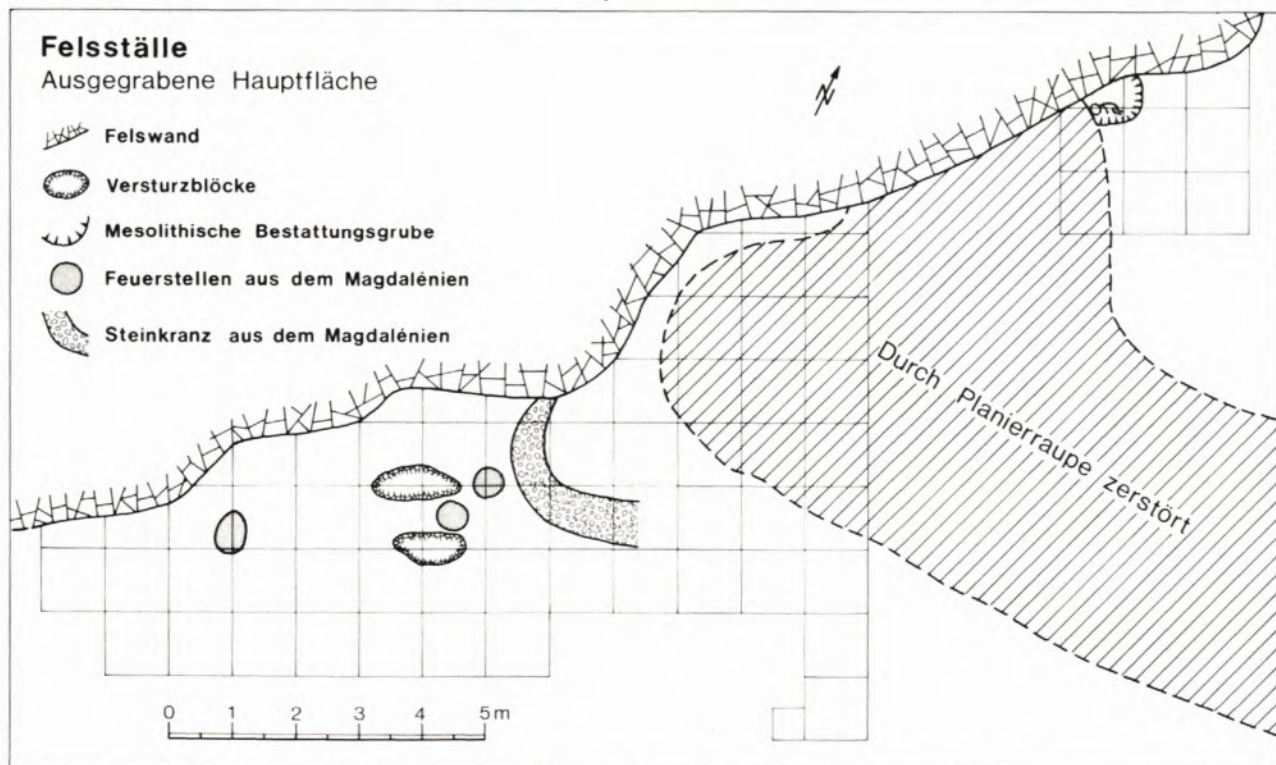 Felsställe
Ausgegrabene Hauptfläche
Felswand
Versturzblöcke
Mesolithische Bestattungsgrube
Feuerstellen aus dem Magdalénien
Steinkranz aus dem Magdalénien
N
Durch Planierraupe zerstört
0 1 2 3 4 5m